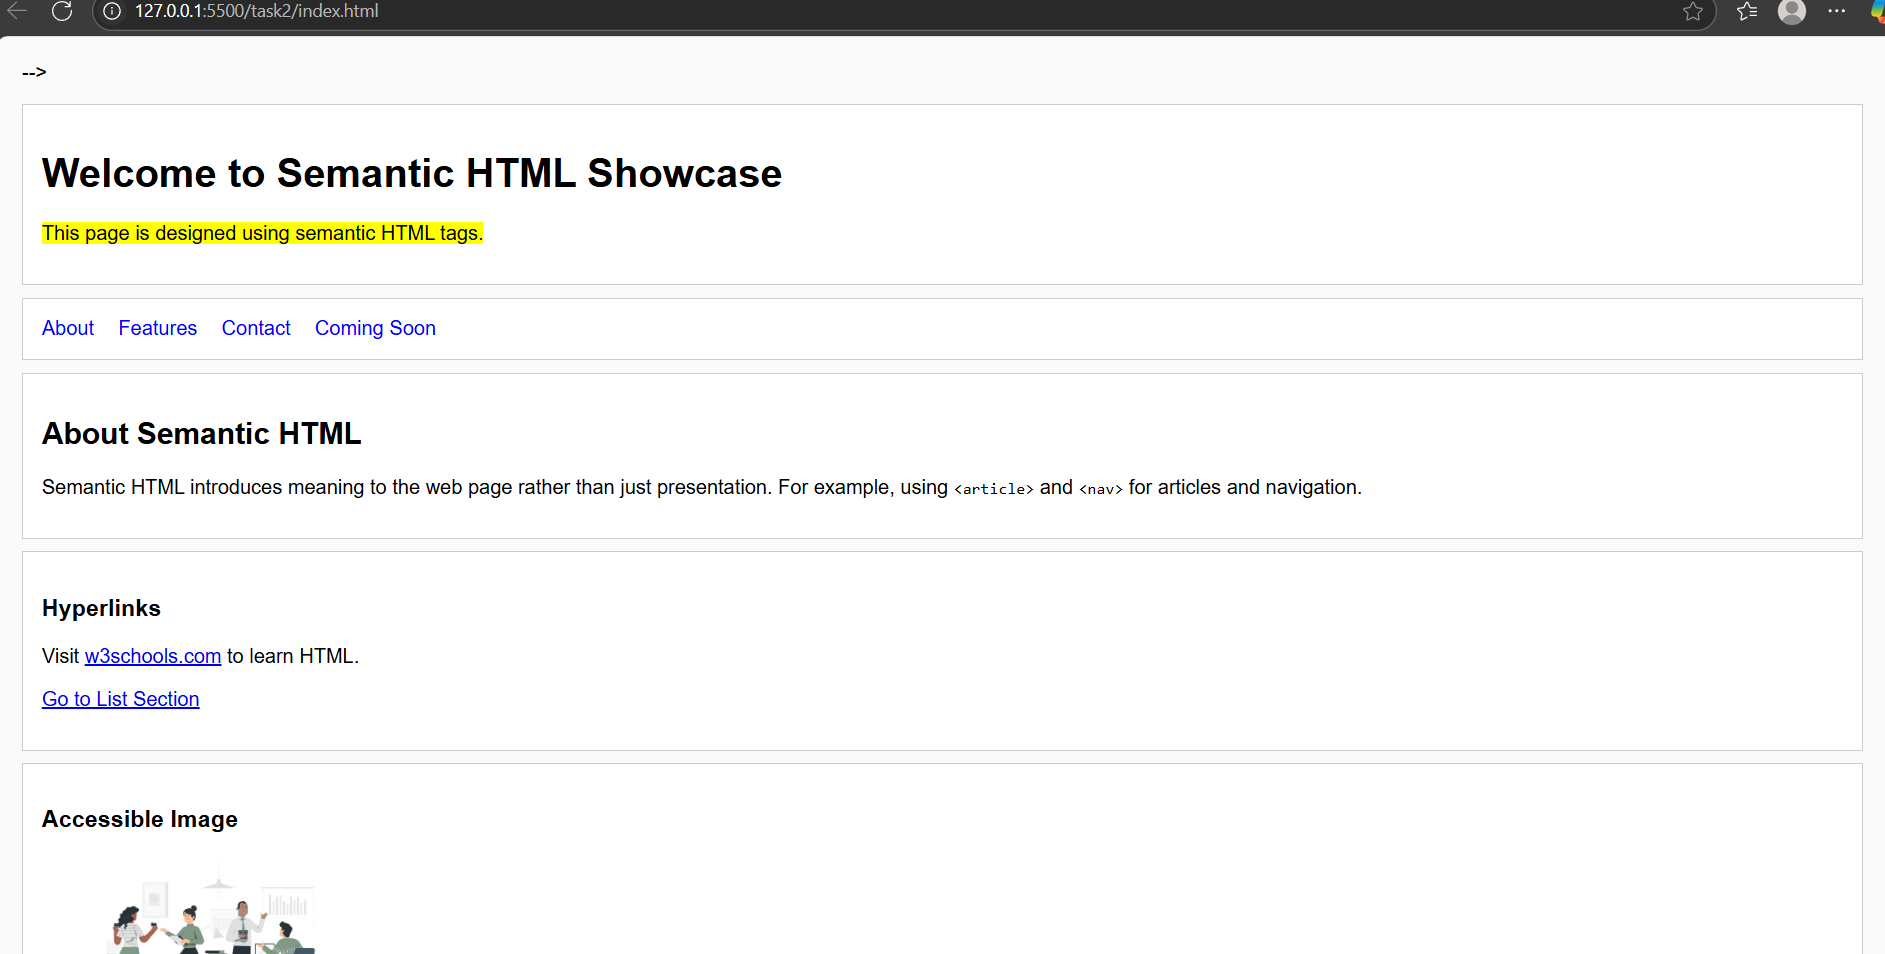 127.0.0.1:5500/task2/index.html
-->
Welcome to Semantic HTML Showcase
This page is designed using semantic HTML tags.
About Features Contact Coming Soon
About Semantic HTML
Semantic HTML introduces meaning to the web page rather than just presentation. For example, using <article> and <nav> for articles and navigation.
Hyperlinks
Visit w3schools.com to learn HTML.
Go to List Section
Accessible Image